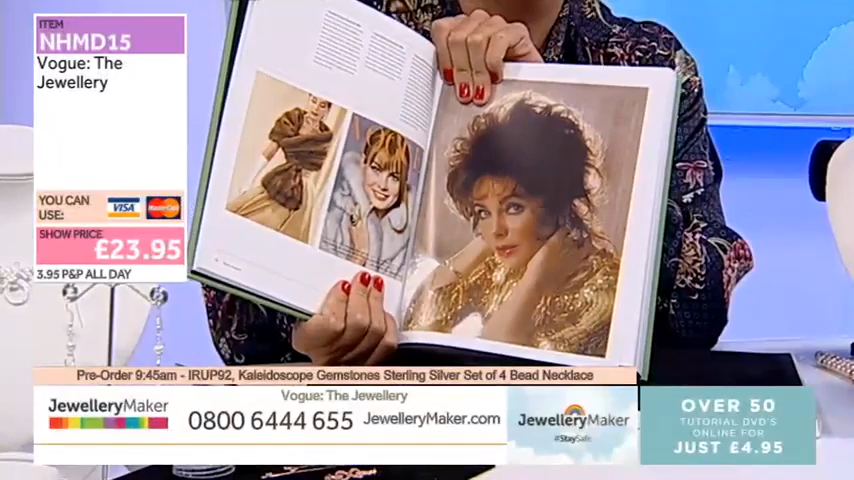 ITEM
NHMD15
Vogue: The
Jewellery
YOU CAN
USE:
VISA
MasterCard
SHOW PRICE
£23.95
3.95 P&P ALL DAY
Pre-Order 9:45am - IRUP92, Kaleidoscope Gemstones Sterling Silver Set of 4 Bead Necklace
Vogue: The Jewellery
JewelleryMaker
0800 6444 655
JewelleryMaker.com
JewelleryMaker
#StaySafe
OVER 50
TUTORIAL DVD'S
ONLINE FOR
JUST £4.95